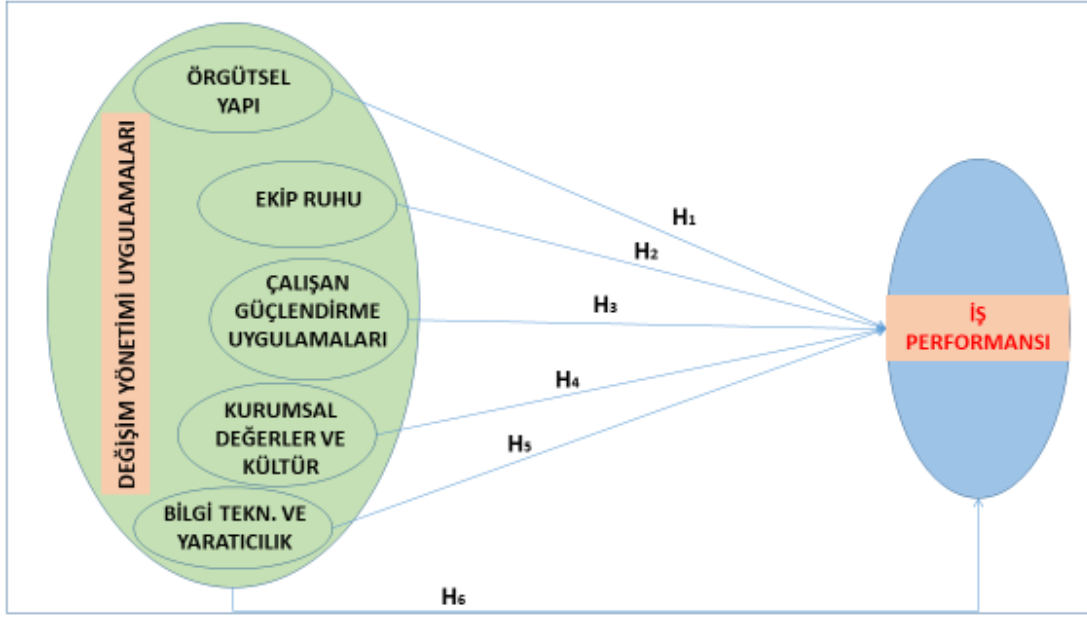 DEĞİŞİM YÖNETİMİ UYGULAMALARI
ÖRGÜTSEL
YAPI
EKİP RUHU
ÇALIŞAN
GÜÇLENDİRME
UYGULAMALARI
KURUMSAL
DEĞERLER VE
KÜLTÜR
BİLGİ TEKN. VE
YARATICILIK
H₁
H₂
H₃
H₄
H₅
H₆
İŞ
PERFORMANSI